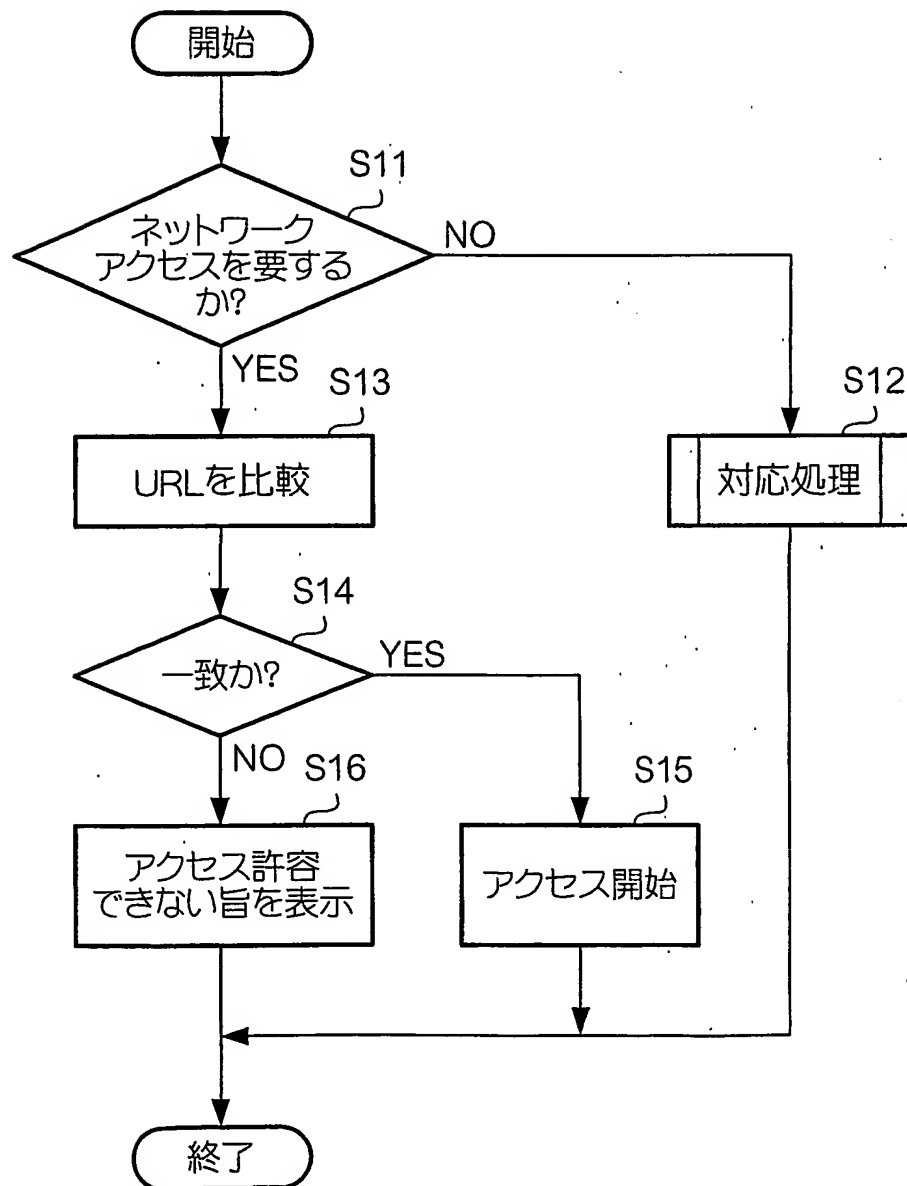 開始
S11
ネットワーク
アクセスを要する
か?
NO
YES
S13
S12
URLを比較
対応処理
S14
一致か?
YES
NO
S16
S15
アクセス許容
できない旨を表示
アクセス開始
終了